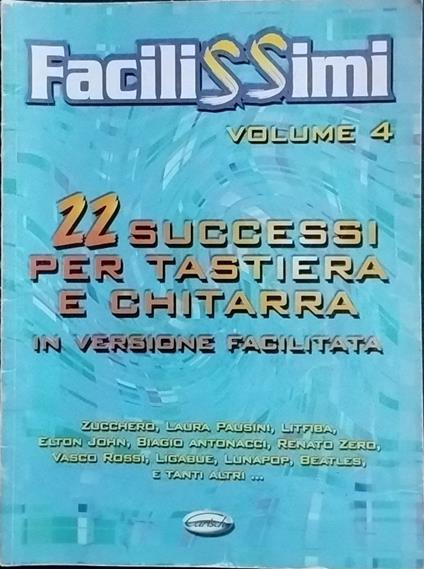 FaciliSSimi
VOLUME 4
22 SUCCESSI
PER TASTIERA
E CHITARRA
IN VERSIONE FACILITATA
ZUCCHERO, LAURA PAUSINI, LITFIBA,
ELTON JOHN, BIAGIO ANTONACCI, RENATO ZERO,
VASCO ROSSI, LIGABUE, LUNAPOP, BEATLES,
E TANTI ALTRI ...
Carisch